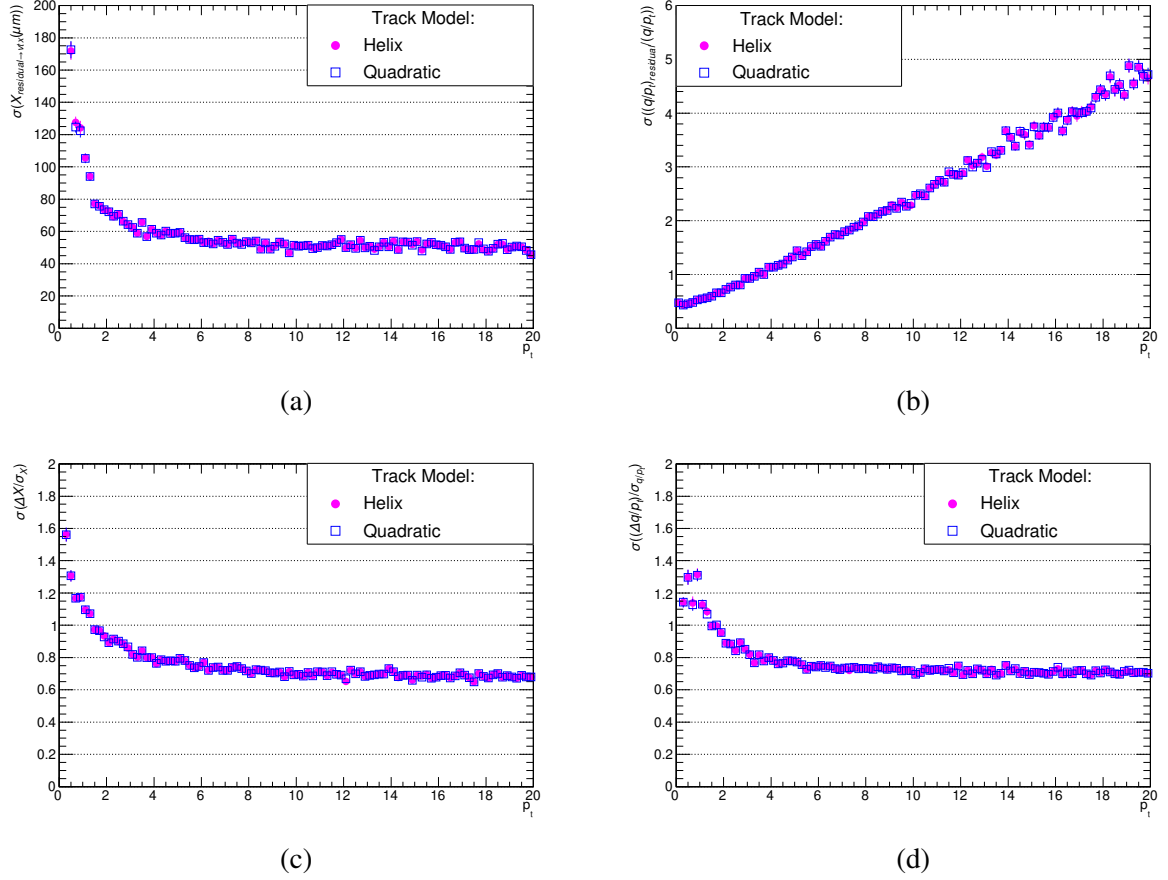 σ(X_{residual→vtx}(μm))
200
180
160
140
120
100
80
60
40
20
0
0 2 4 6 8 10 12 14 16 18 20
p_t
Track Model:
Helix
Quadratic
(a)
σ((q/p_t)_{residual}/(q/p_t))
6
5
4
3
2
1
0
0 2 4 6 8 10 12 14 16 18 20
p_t
Track Model:
Helix
Quadratic
(b)
σ(ΔX/σ_X)
2
1.8
1.6
1.4
1.2
1
0.8
0.6
0.4
0.2
0
0 2 4 6 8 10 12 14 16 18 20
p_t
Track Model:
Helix
Quadratic
(c)
σ((Δq/p_t)/σ_{q/p_t})
2
1.8
1.6
1.4
1.2
1
0.8
0.6
0.4
0.2
0
0 2 4 6 8 10 12 14 16 18 20
p_t
Track Model:
Helix
Quadratic
(d)